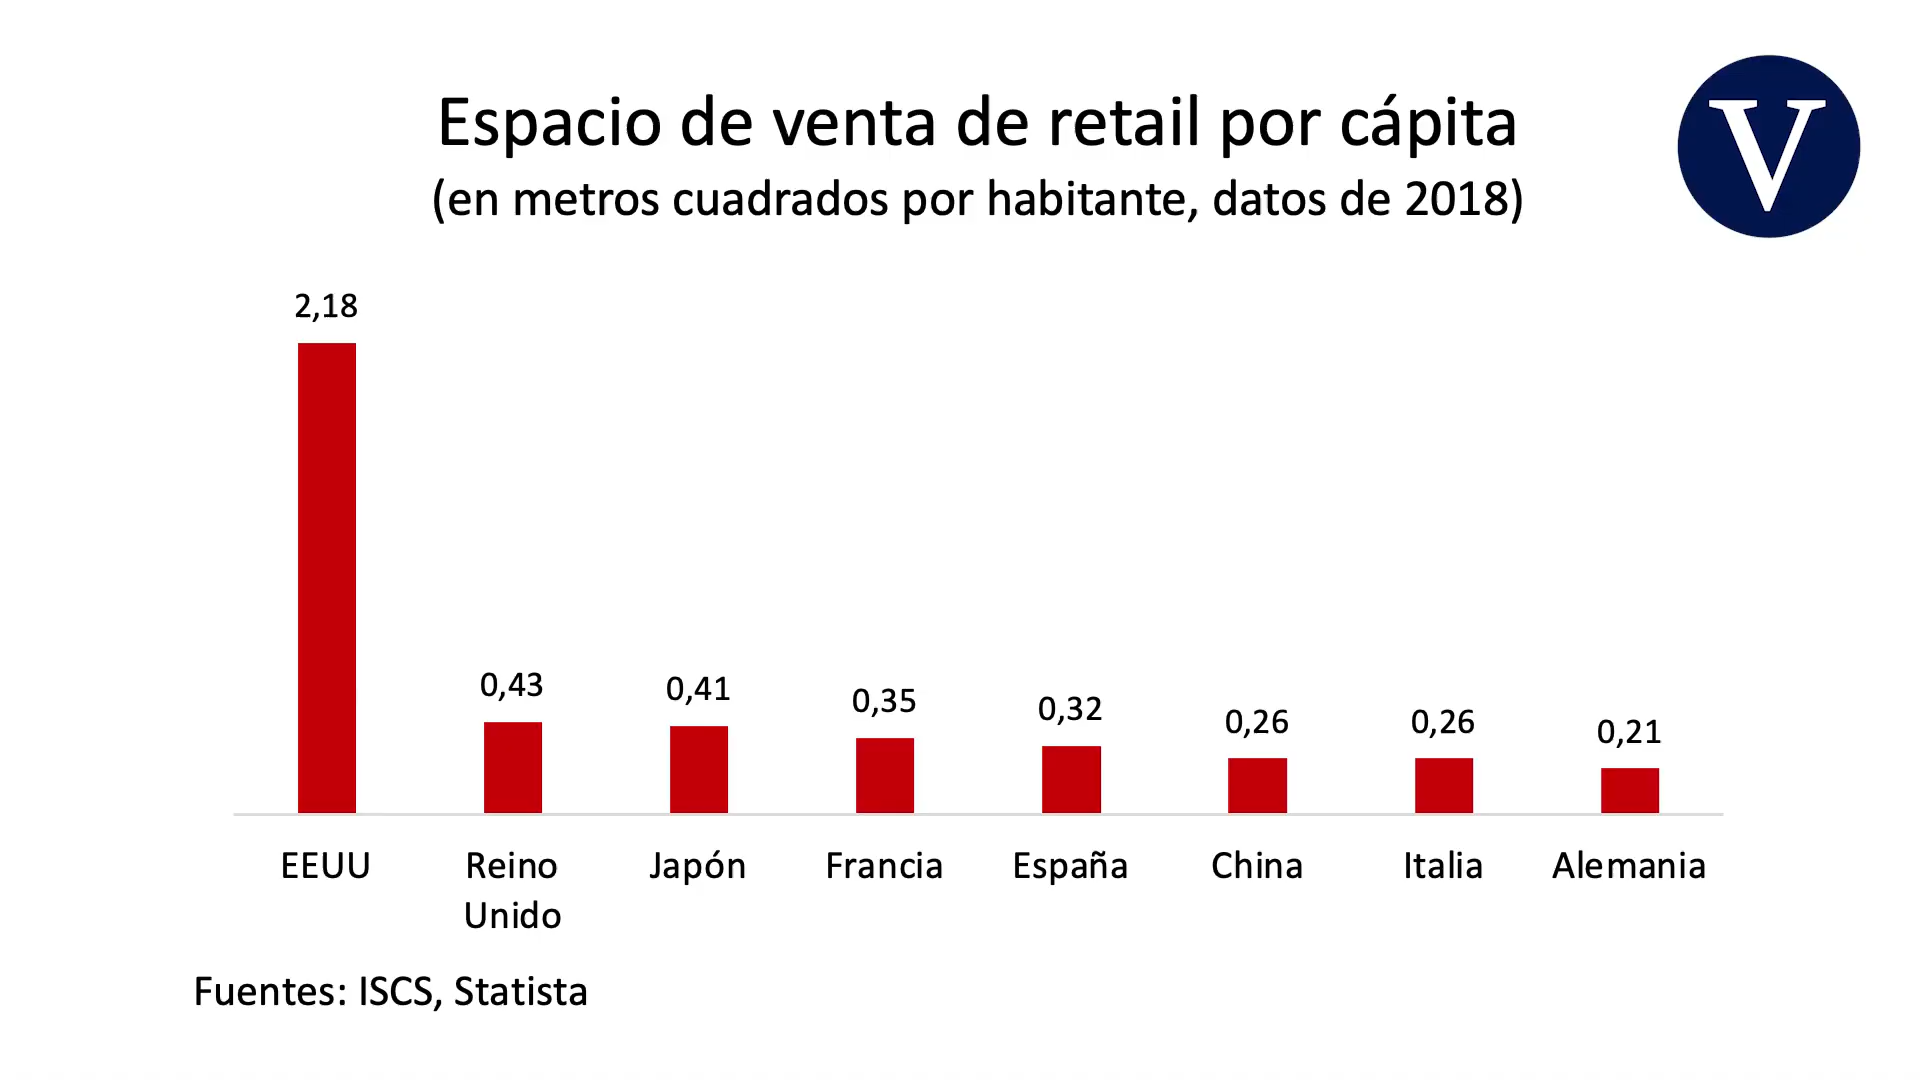 Espacio de venta de retail por cápita
(en metros cuadrados por habitante, datos de 2018)
V
2,18
0,43
0,41
0,35
0,32
0,26
0,26
0,21
EEUU
Reino
Unido
Japón
Francia
España
China
Italia
Alemania
Fuentes: ISCS, Statista